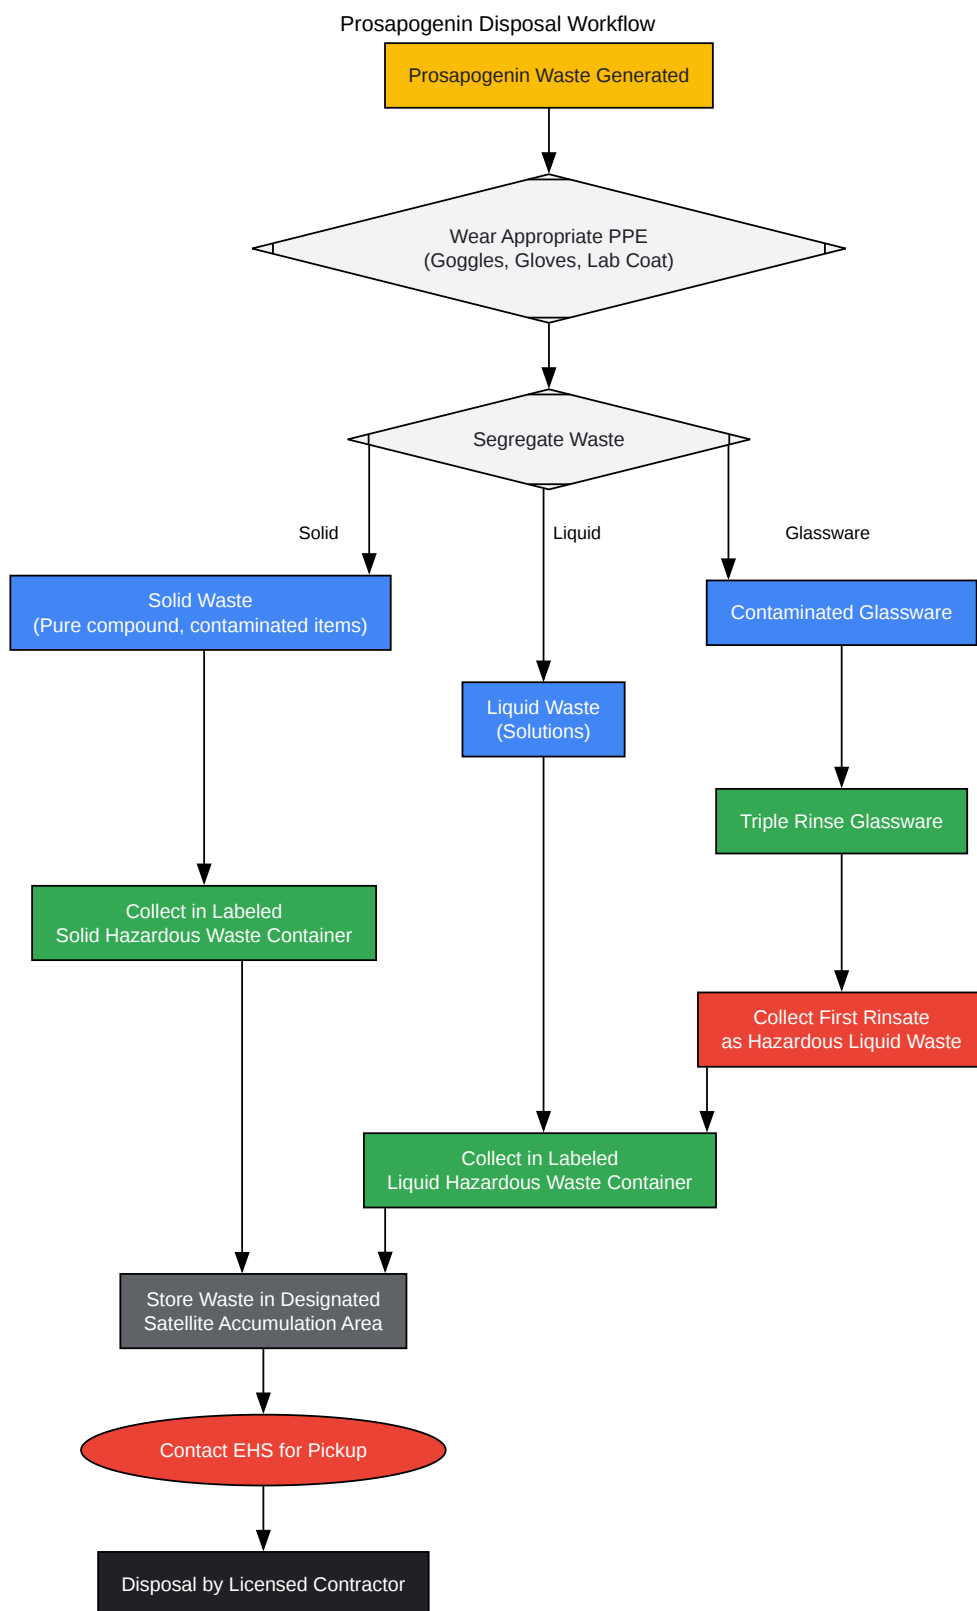 Prosapogenin Disposal Workflow
Prosapogenin Waste Generated
Wear Appropriate PPE
(Goggles, Gloves, Lab Coat)
Segregate Waste
Solid
Liquid
Glassware
Solid Waste
(Pure compound, contaminated items)
Contaminated Glassware
Liquid Waste
(Solutions)
Triple Rinse Glassware
Collect in Labeled
Solid Hazardous Waste Container
Collect First Rinsate
as Hazardous Liquid Waste
Collect in Labeled
Liquid Hazardous Waste Container
Store Waste in Designated
Satellite Accumulation Area
Contact EHS for Pickup
Disposal by Licensed Contractor